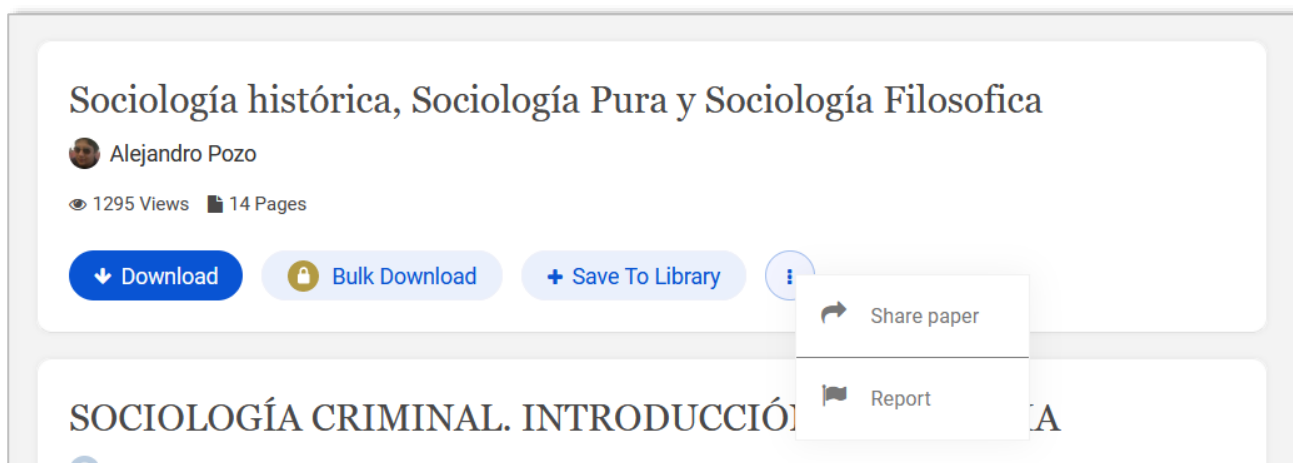 Sociología histórica, Sociología Pura y Sociología Filosofica
Alejandro Pozo
1295 Views 14 Pages
Download Bulk Download Save To Library
Share paper
Report
SOCIOLOGÍA CRIMINAL.